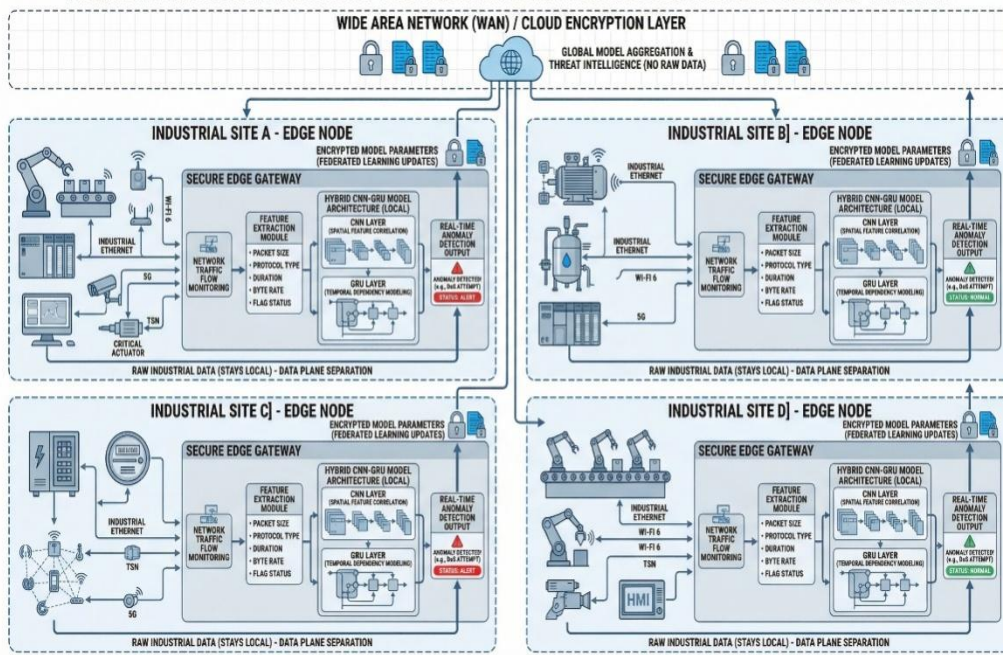 WIDE AREA NETWORK (WAN) / CLOUD ENCRYPTION LAYER
GLOBAL MODEL AGGREGATION &
THREAT INTELLIGENCE (NO RAW DATA)
INDUSTRIAL SITE A - EDGE NODE
ENCRYPTED MODEL PARAMETERS
(FEDERATED LEARNING UPDATES)
SECURE EDGE GATEWAY
WI-FI 6
INDUSTRIAL
ETHERNET
5G
TSN
CRITICAL
ACTUATOR
NETWORK
TRAFFIC
FLOW
MONITORING
FEATURE
EXTRACTION
MODULE
• PACKET SIZE
• PROTOCOL TYPE
• DURATION
• BYTE RATE
• FLAG STATUS
HYBRID CNN-GRU MODEL
ARCHITECTURE (LOCAL)
CNN LAYER
(SPATIAL FEATURE CORRELATION)
GRU LAYER
(TEMPORAL DEPENDENCY MODELING)
REAL-TIME
ANOMALY
DETECTION
OUTPUT
ANOMALY DETECTED
(e.g., DoS ATTEMPT)
STATUS: ALERT
RAW INDUSTRIAL DATA (STAYS LOCAL) - DATA PLANE SEPARATION
INDUSTRIAL SITE B] - EDGE NODE
ENCRYPTED MODEL PARAMETERS
(FEDERATED LEARNING UPDATES)
SECURE EDGE GATEWAY
INDUSTRIAL
ETHERNET
INDUSTRIAL
ETHERNET
WI-FI 6
5G
NETWORK
TRAFFIC
FLOW
MONITORING
FEATURE
EXTRACTION
MODULE
• PACKET SIZE
• PROTOCOL TYPE
• DURATION
• BYTE RATE
• FLAG STATUS
HYBRID CNN-GRU MODEL
ARCHITECTURE (LOCAL)
CNN LAYER
(SPATIAL FEATURE CORRELATION)
GRU LAYER
(TEMPORAL DEPENDENCY MODELING)
REAL-TIME
ANOMALY
DETECTION
OUTPUT
ANOMALY DETECTED
(e.g., DoS ATTEMPT)
STATUS: NORMAL
RAW INDUSTRIAL DATA (STAYS LOCAL) - DATA PLANE SEPARATION
INDUSTRIAL SITE C] - EDGE NODE
ENCRYPTED MODEL PARAMETERS
(FEDERATED LEARNING UPDATES)
SECURE EDGE GATEWAY
INDUSTRIAL
ETHERNET
TSN
5G
NETWORK
TRAFFIC
FLOW
MONITORING
FEATURE
EXTRACTION
MODULE
• PACKET SIZE
• PROTOCOL TYPE
• DURATION
• BYTE RATE
• FLAG STATUS
HYBRID CNN-GRU MODEL
ARCHITECTURE (LOCAL)
CNN LAYER
(SPATIAL FEATURE CORRELATION)
GRU LAYER
(TEMPORAL DEPENDENCY MODELING)
REAL-TIME
ANOMALY
DETECTION
OUTPUT
ANOMALY DETECTED
(e.g., DoS ATTEMPT)
STATUS: ALERT
RAW INDUSTRIAL DATA (STAYS LOCAL) - DATA PLANE SEPARATION
INDUSTRIAL SITE D] - EDGE NODE
ENCRYPTED MODEL PARAMETERS
(FEDERATED LEARNING UPDATES)
SECURE EDGE GATEWAY
INDUSTRIAL
ETHERNET
WI-FI 6
WI-FI 6
TSN
HMI
NETWORK
TRAFFIC
FLOW
MONITORING
FEATURE
EXTRACTION
MODULE
• PACKET SIZE
• PROTOCOL TYPE
• DURATION
• BYTE RATE
• FLAG STATUS
HYBRID CNN-GRU MODEL
ARCHITECTURE (LOCAL)
CNN LAYER
(SPATIAL FEATURE CORRELATION)
GRU LAYER
(TEMPORAL DEPENDENCY MODELING)
REAL-TIME
ANOMALY
DETECTION
OUTPUT
ANOMALY DETECTED
(e.g., DoS ATTEMPT)
STATUS: NORMAL
RAW INDUSTRIAL DATA (STAYS LOCAL) - DATA PLANE SEPARATION